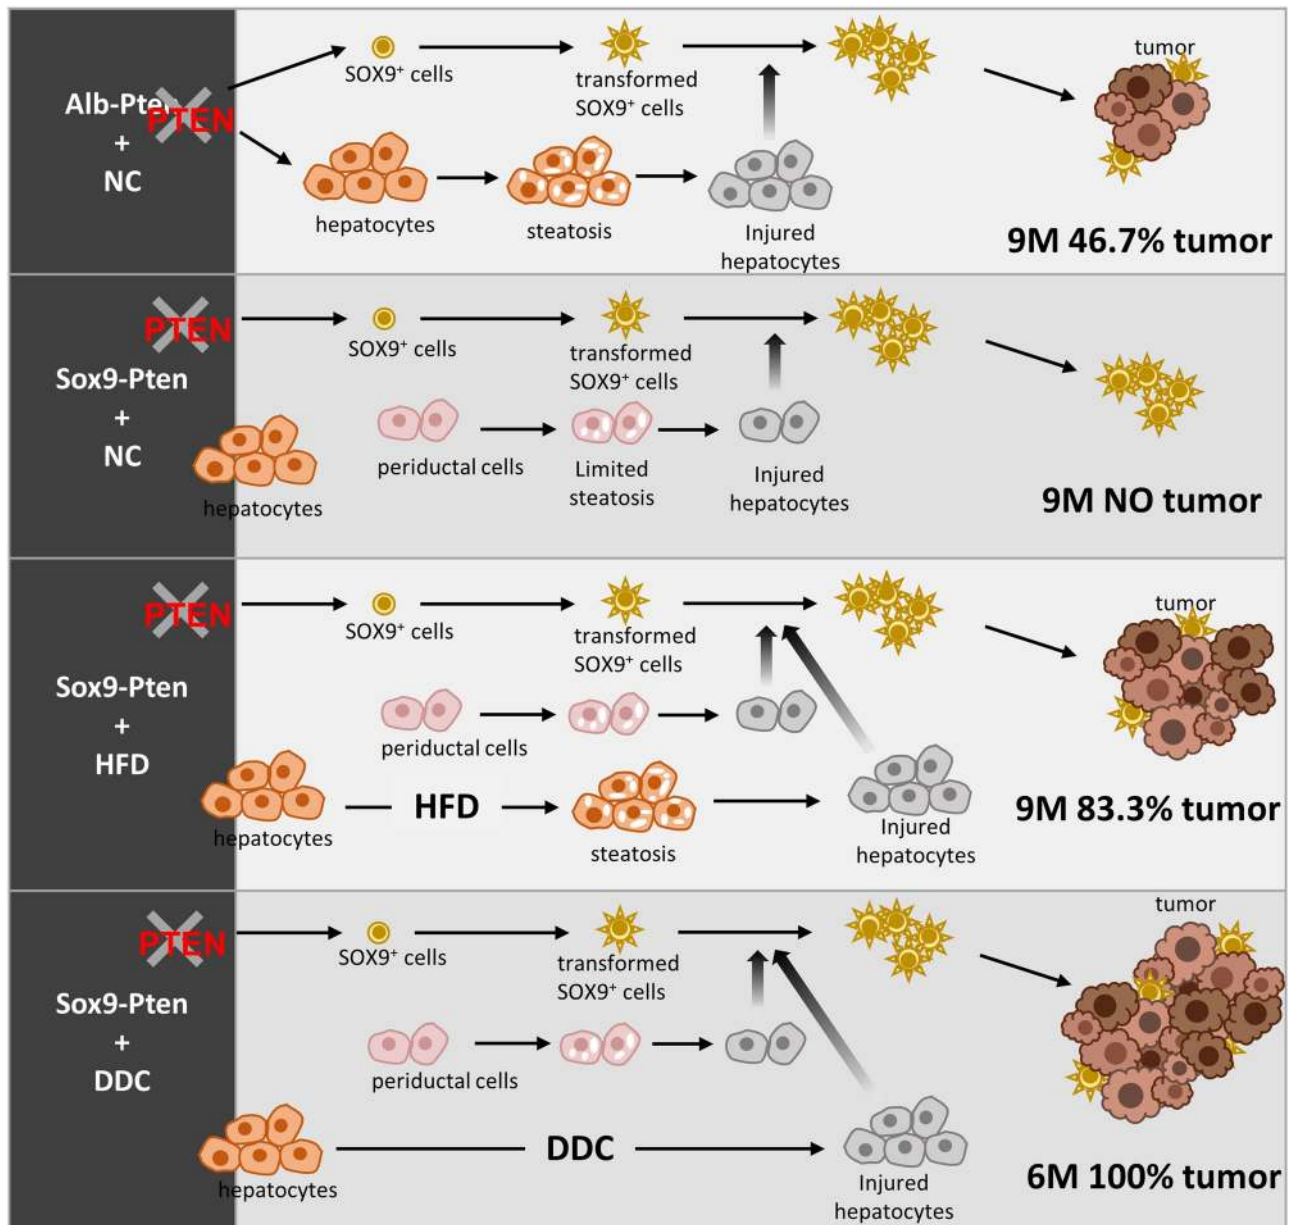 Alb-Pten
PTEN
+
NC
SOX9⁺ cells
transformed
SOX9⁺ cells
tumor
hepatocytes
steatosis
Injured
hepatocytes
9M 46.7% tumor
PTEN
Sox9-Pten
+
NC
SOX9⁺ cells
transformed
SOX9⁺ cells
periductal cells
Limited
steatosis
Injured
hepatocytes
hepatocytes
9M NO tumor
PTEN
Sox9-Pten
+
HFD
SOX9⁺ cells
transformed
SOX9⁺ cells
tumor
periductal cells
hepatocytes
HFD
steatosis
Injured
hepatocytes
9M 83.3% tumor
PTEN
Sox9-Pten
+
DDC
SOX9⁺ cells
transformed
SOX9⁺ cells
tumor
periductal cells
hepatocytes
DDC
Injured
hepatocytes
6M 100% tumor